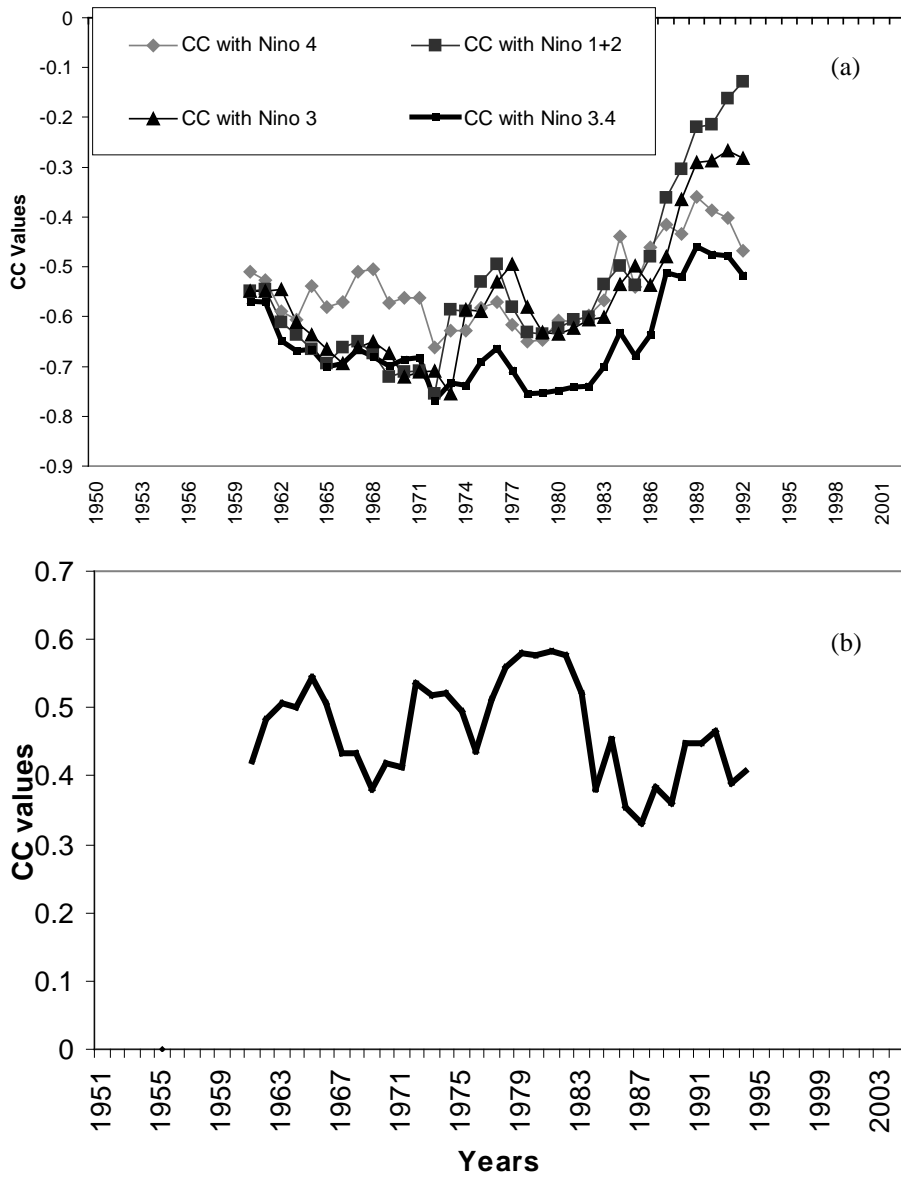 0
-0.1
-0.2
-0.3
-0.4
-0.5
-0.6
-0.7
-0.8
-0.9
CC Values
CC with Nino 4
CC with Nino 1+2
CC with Nino 3
CC with Nino 3.4
(a)
1950 1953 1956 1959 1962 1965 1968 1971 1974 1977 1980 1983 1986 1989 1992 1995 1998 2001
0.7
0.6
0.5
0.4
0.3
0.2
0.1
0
CC values
(b)
1951 1955 1959 1963 1967 1971 1975 1979 1983 1987 1991 1995 1999 2003
Years